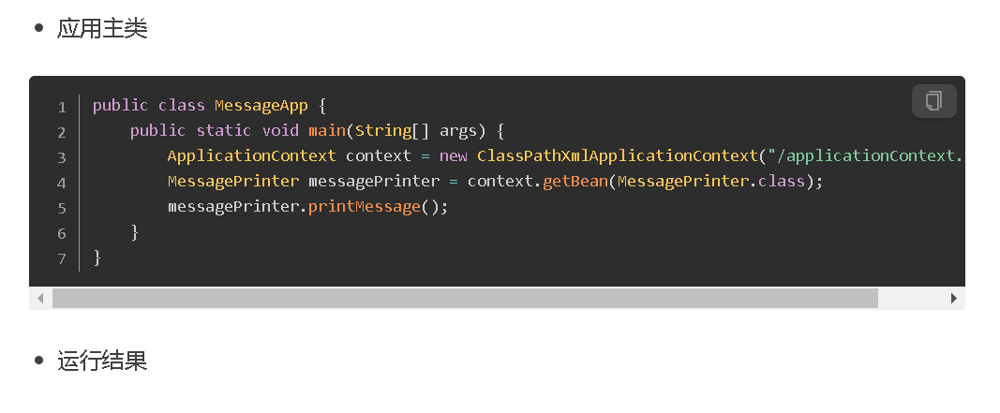 应用主类
1 public class MessageApp {
2 public static void main(String[] args) {
3 ApplicationContext context = new ClassPathXmlApplicationContext("/applicationContext.
4 MessagePrinter messagePrinter = context.getBean(MessagePrinter.class);
5 messagePrinter.printMessage();
6 }
7 }
运行结果